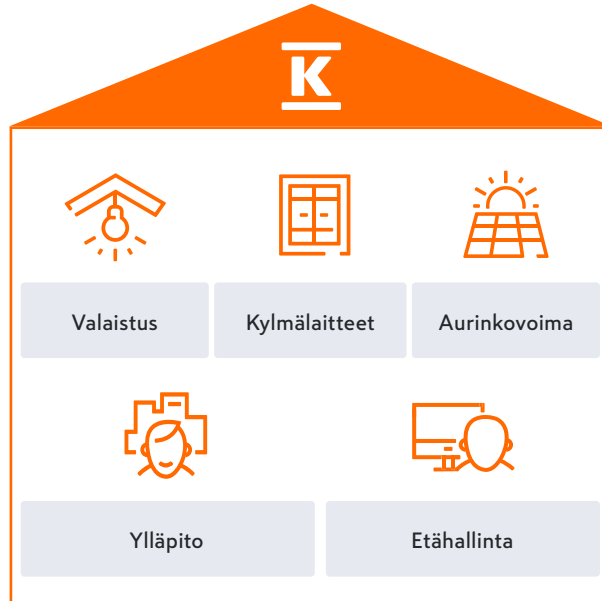 K
Valaistus
Kylmälaitteet
Aurinkovoima
Ylläpito
Etähallinta